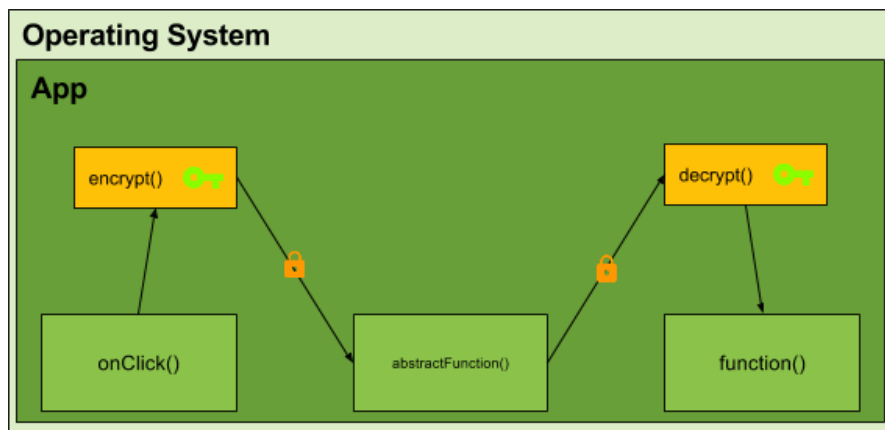 Operating System
App
encrypt()
decrypt()
onClick()
abstractFunction()
function()